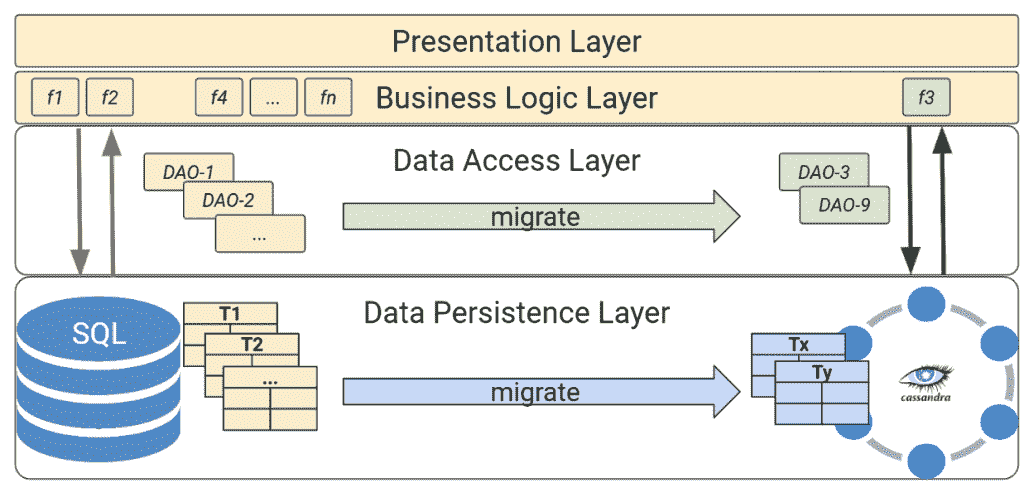 Presentation Layer
f1 f2 f4 ... fn Business Logic Layer f3
Data Access Layer
DAO-1
DAO-2
...
migrate
DAO-3
DAO-9
Data Persistence Layer
SQL
T1
T2
...
migrate
Tx
Ty
cassandra